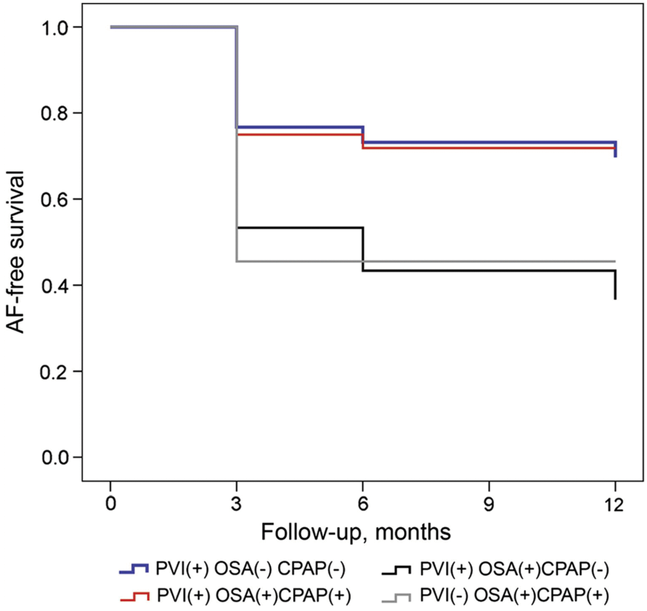 AF-free survival
1.0
0.8
0.6
0.4
0.2
0.0
0 3 6 9 12
Follow-up, months
PVI(+) OSA(-) CPAP(-) PVI(+) OSA(+)CPAP(-)
PVI(+) OSA(+)CPAP(+) PVI(-) OSA(+)CPAP(+)